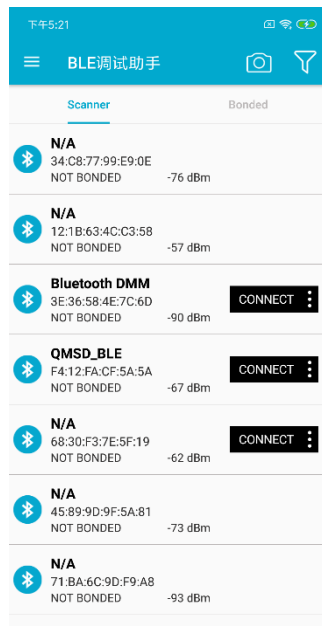 下午5:21
BLE调试助手
Scanner Bonded
N/A
34:C8:77:99:E9:0E
NOT BONDED -76 dBm
N/A
12:1B:63:4C:C3:58
NOT BONDED -57 dBm
Bluetooth DMM
3E:36:58:4E:7C:6D
NOT BONDED -90 dBm
CONNECT
QMSD_BLE
F4:12:FA:CF:5A:5A
NOT BONDED -67 dBm
CONNECT
N/A
68:30:F3:7E:5F:19
NOT BONDED -62 dBm
CONNECT
N/A
45:89:9D:9F:5A:81
NOT BONDED -73 dBm
N/A
71:BA:6C:9D:F9:A8
NOT BONDED -93 dBm